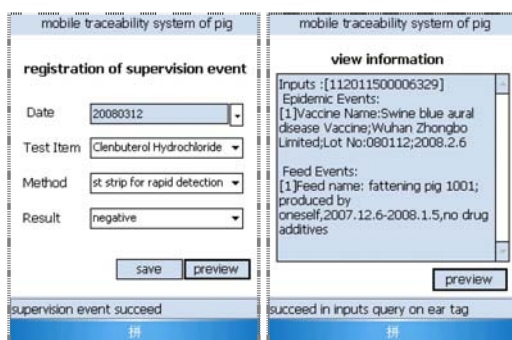 mobile traceability system of pig
registration of supervision event
Date 20080312
Test Item Clenbuterol Hydrochloride
Method st strip for rapid detection
Result negative
save preview
supervision event succeed
拼
mobile traceability system of pig
view information
Inputs :[112011500006329]
Epidemic Events:
[1]Vaccine Name:Swine blue aural
disease Vaccine;Wuhan Zhongbo
Limited;Lot No:080112;2008.2.6
Feed Events:
[1]Feed name: fattening pig 1001;
produced by
oneself,2007.12.6-2008.1.5,no drug
additives
preview
succeed in inputs query on ear tag
拼